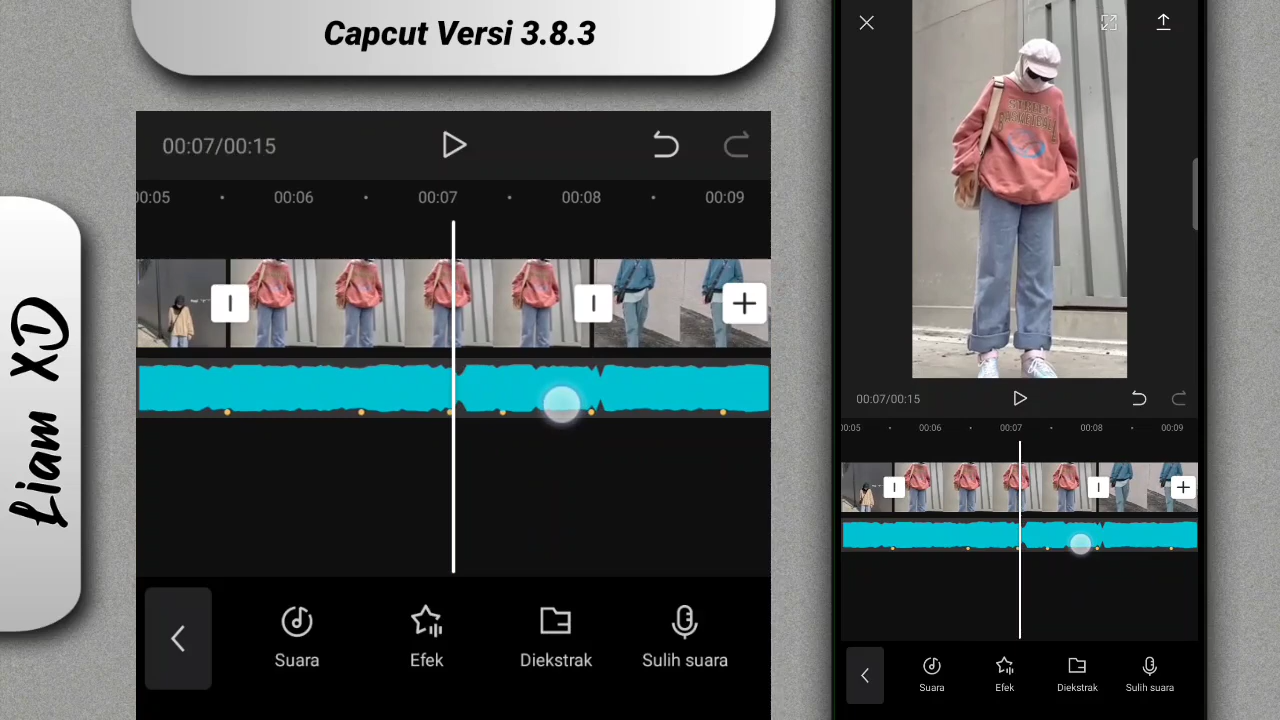 Capcut Versi 3.8.3
Liam XD
00:07/00:15
00:05 00:06 00:07 00:08 00:09
Suara
Efek
Diekstrak
Sulih suara
00:07/00:15
00:05 00:06 00:07 00:08 00:09
Suara
Efek
Diekstrak
Sulih suara